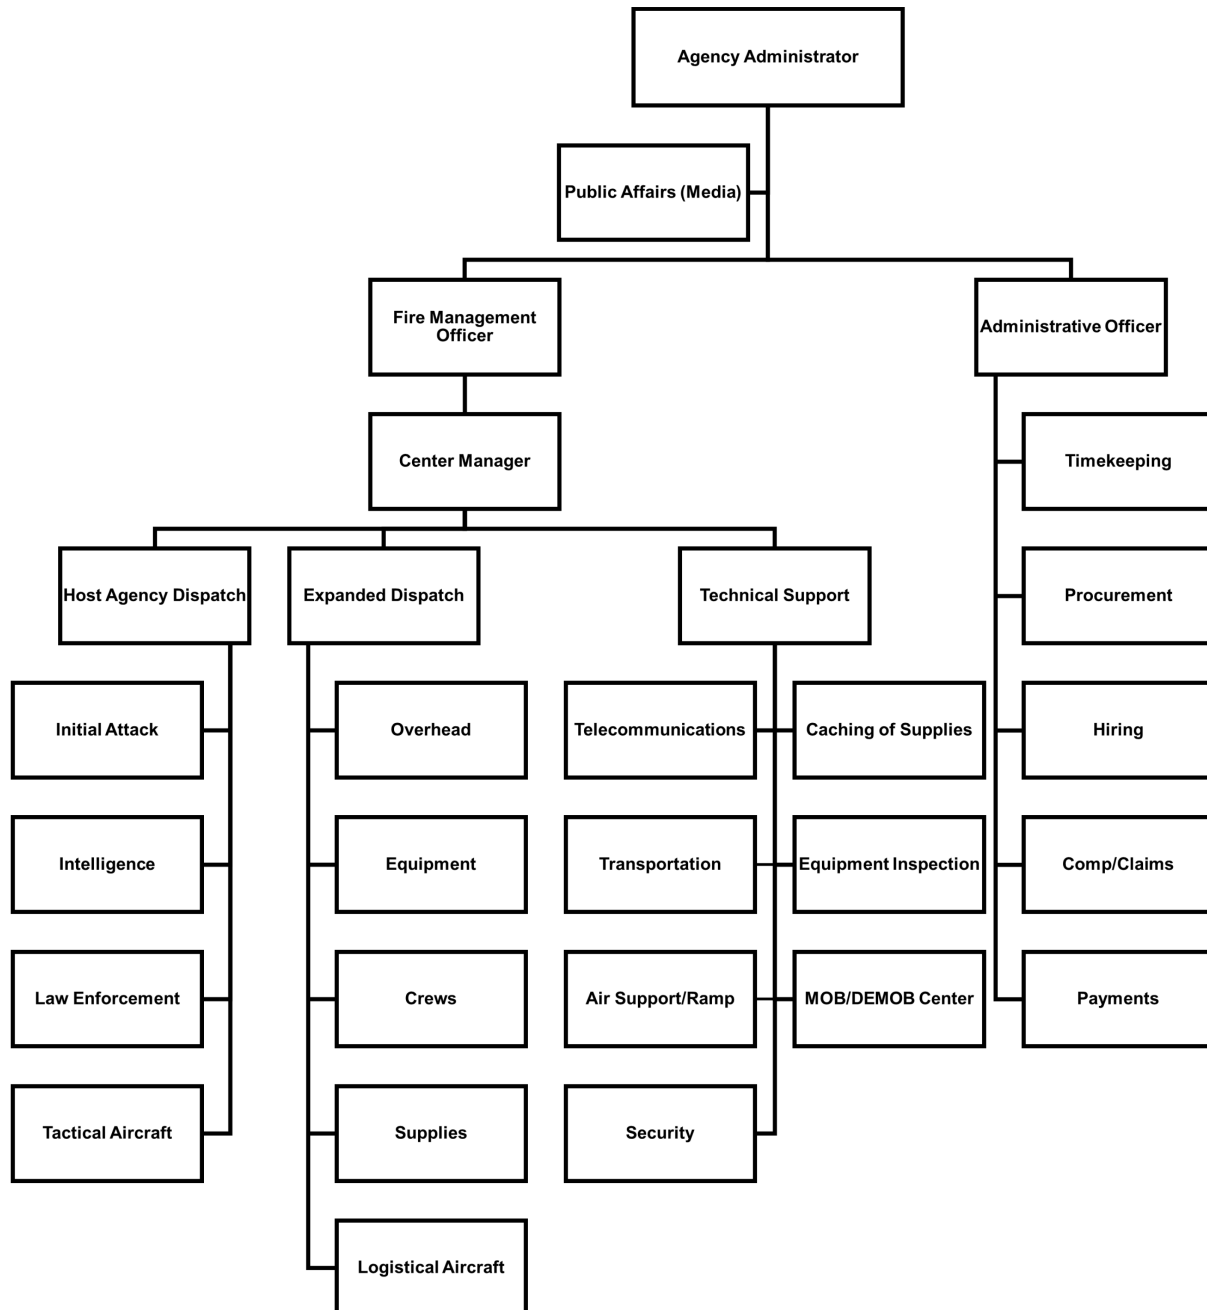 Agency Administrator
Public Affairs (Media)
Fire Management
Officer
Administrative Officer
Center Manager
Timekeeping
Host Agency Dispatch
Expanded Dispatch
Technical Support
Procurement
Initial Attack
Overhead
Telecommunications
Caching of Supplies
Hiring
Intelligence
Equipment
Transportation
Equipment Inspection
Comp/Claims
Law Enforcement
Crews
Air Support/Ramp
MOB/DEMOB Center
Payments
Tactical Aircraft
Supplies
Security
Logistical Aircraft